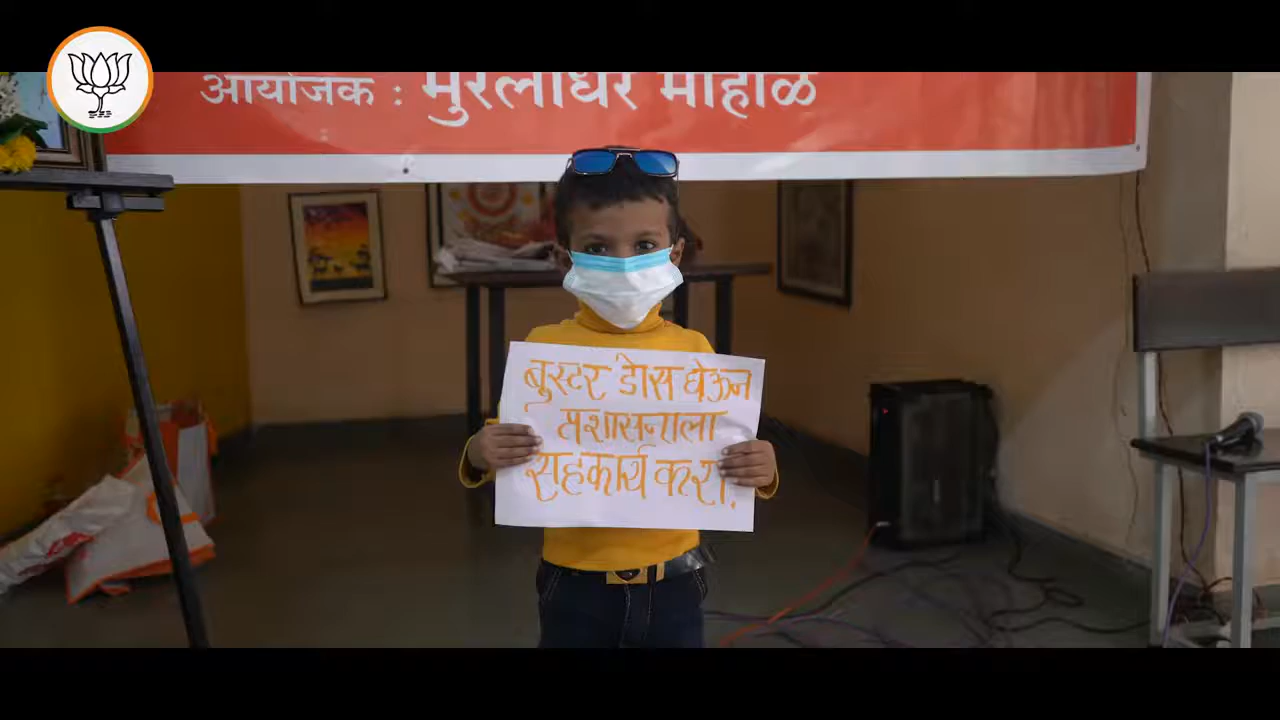 आयोजक : मुरलीधर मोहोळ
बुस्टर डोस घेऊन
प्रशासनाला
सहकार्य करा.